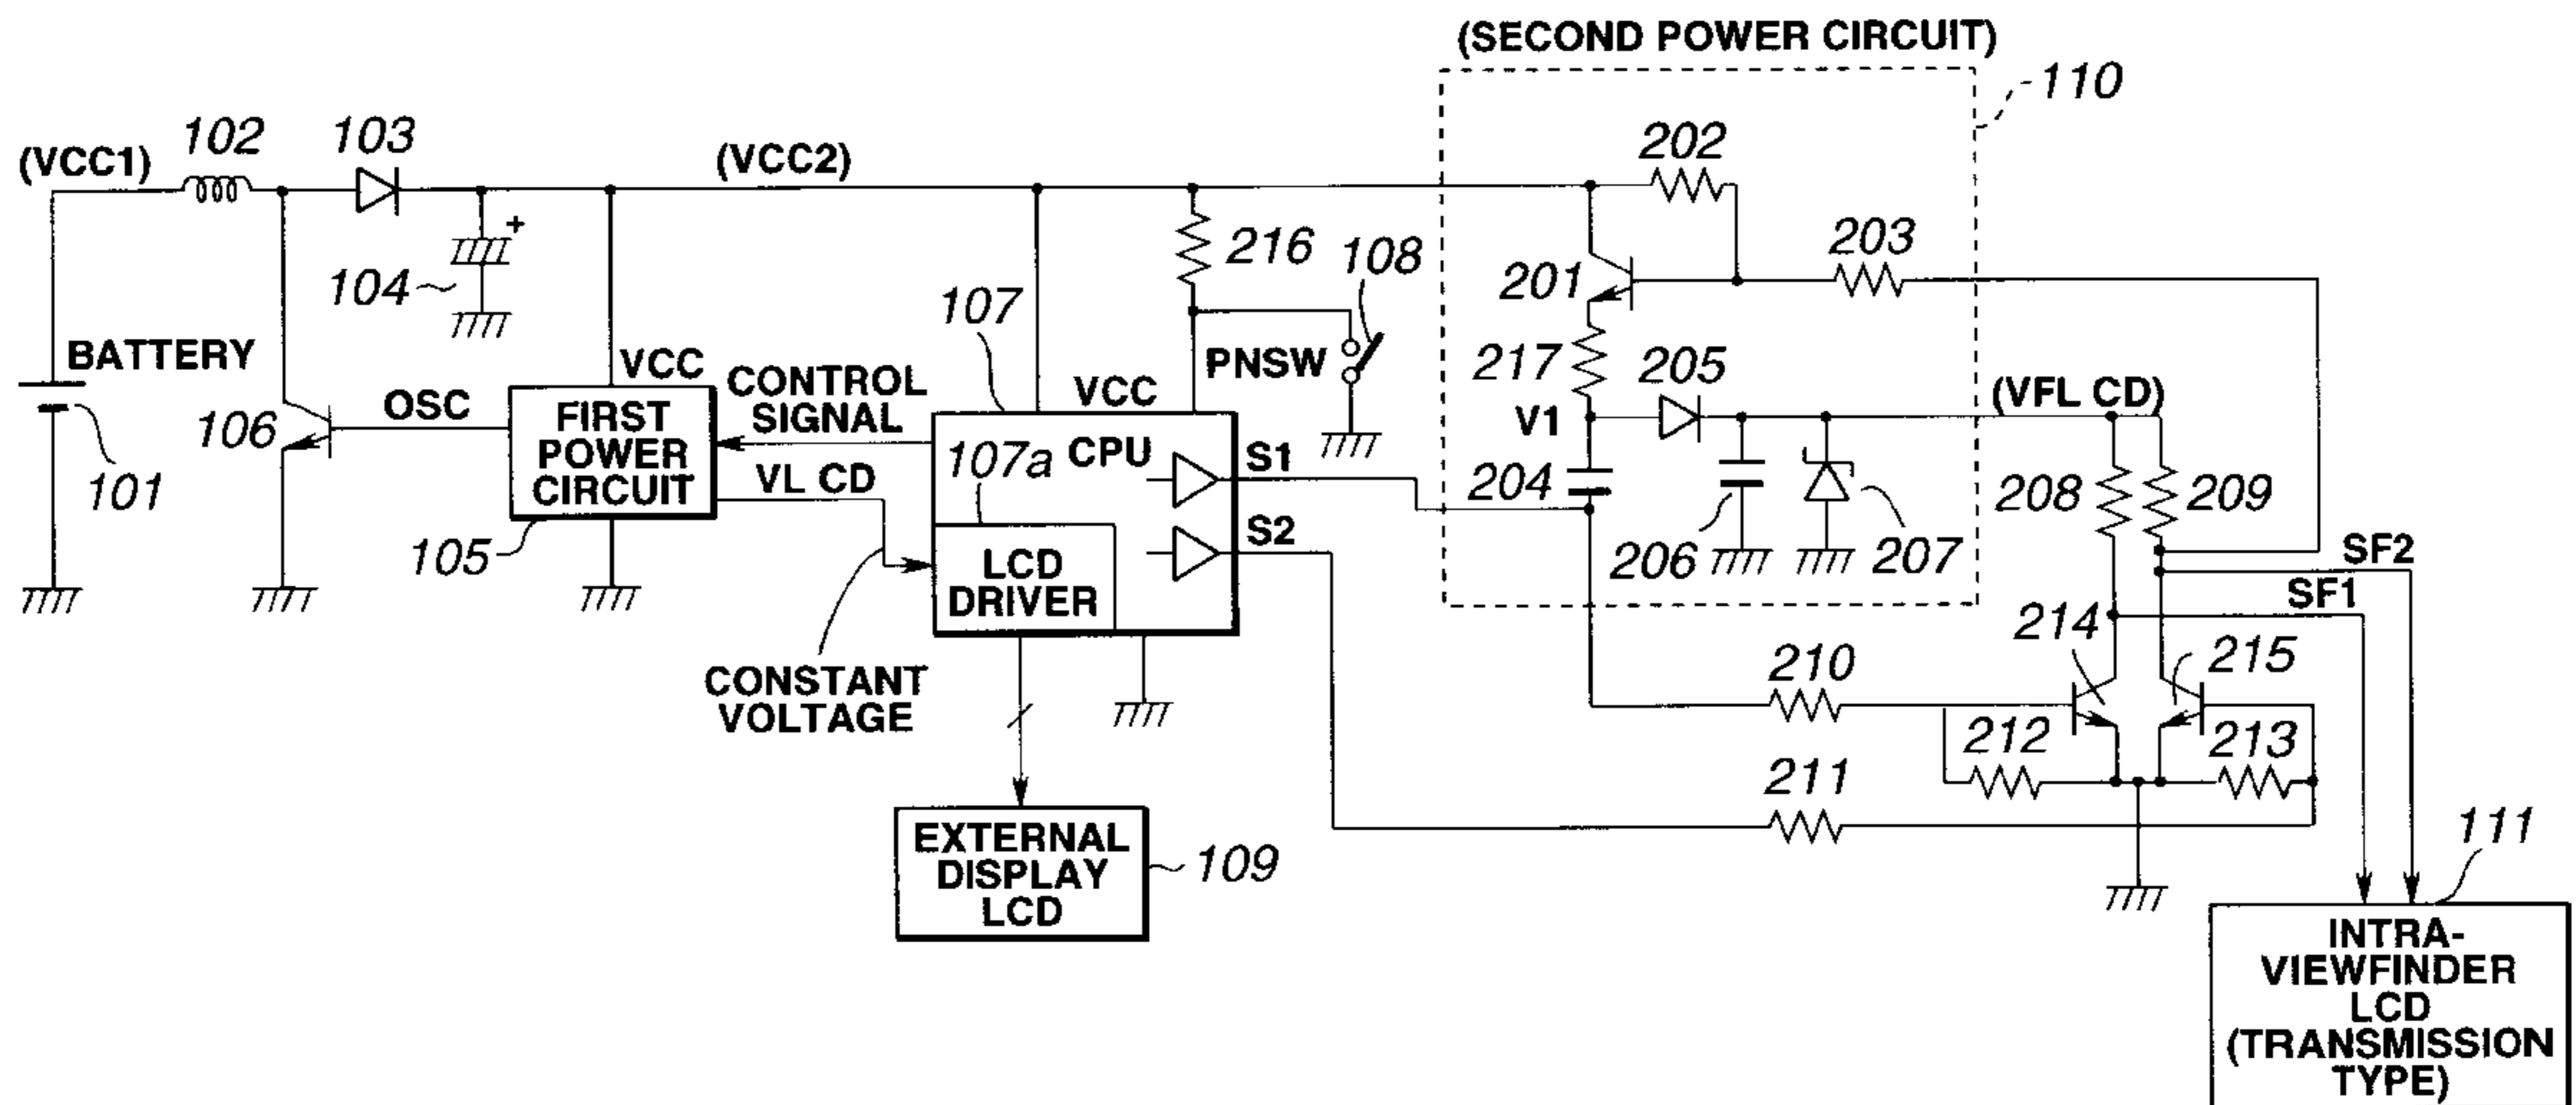 (SECOND POWER CIRCUIT)
110
(VCC1)
102
103
(VCC2)
202
+
104
216
108
201
203
107
BATTERY
VCC
CONTROL
SIGNAL
VCC
PNSW
217
205
(VFL CD)
106
OSC
FIRST
POWER
CIRCUIT
V1
101
VL CD
107a
CPU
S1
204
208
209
105
S2
206
207
SF2
LCD
DRIVER
SF1
214
215
CONSTANT
VOLTAGE
210
212
213
211
EXTERNAL
DISPLAY
LCD
109
111
INTRA-
VIEWFINDER
LCD
(TRANSMISSION
TYPE)